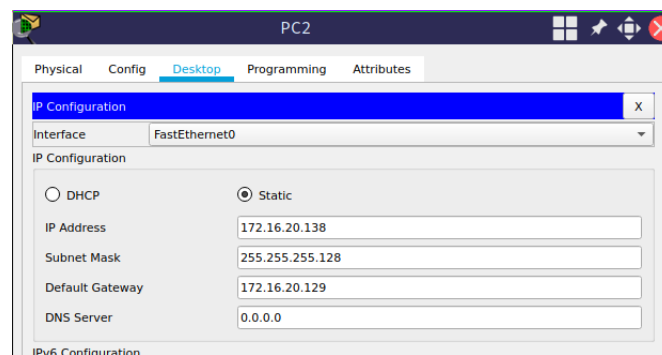 PC2
Physical Config Desktop Programming Attributes
IP Configuration X
Interface FastEthernet0
IP Configuration
DHCP Static
IP Address 172.16.20.138
Subnet Mask 255.255.255.128
Default Gateway 172.16.20.129
DNS Server 0.0.0.0
IPv6 Configuration